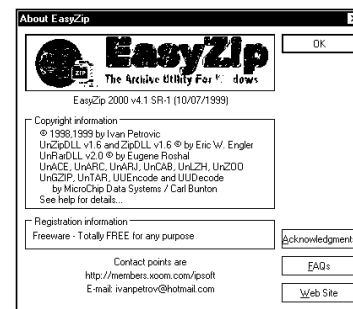 About EasyZip
EasyZip
ZIP
The Archive Utility For dows
OK
EasyZip 2000 v4.1 SR-1 (10/07/1999)
Copyright information
© 1998,1999 by Ivan Petrovic
UnZipDLL v1.6 and ZipDLL v1.6 © by Eric W. Engler
UnRarDLL v2.0 © by Eugene Roshal
UnACE, UnARC, UnARJ, UnCAB, UnLZH, UnZOO
UnGZIP, UnTAR, UUEncode and UUDecode
by MicroChip Data Systems / Carl Bunton
See help for details...
Registration information
Freeware - Totally FREE for any purpose
Acknowledgment
Contact points are
http://members.xoom.com/ipsoft
E-mail: ivanpetrov@hotmail.com
FAQs
Web Site